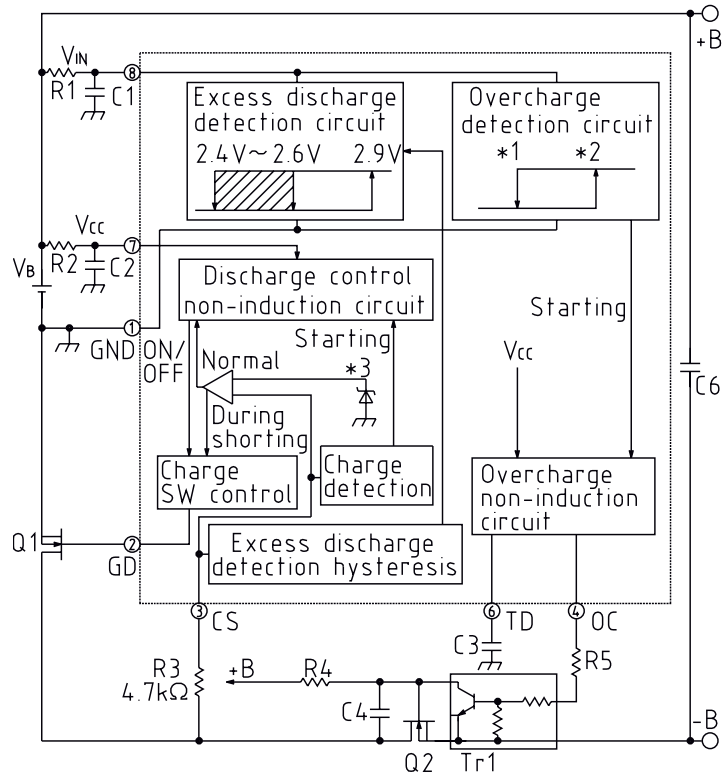 +B
VIN
⑧
R1
C1
Excess discharge
detection circuit
2.4V～2.6V 2.9V
Overcharge
detection circuit
*1 *2
Vcc
⑦
R2
C2
VB
Discharge control
non-induction circuit
Starting
①
GND
ON/
OFF
Starting
Normal
*3
Vcc
C6
During
shorting
Charge
SW control
Charge
detection
Overcharge
non-induction
circuit
Q1
②
GD
Excess discharge
detection hysteresis
③
CS
⑥
TD
④
OC
C3
R5
R3
4.7kΩ
+B
R4
C4
Q2
Tr1
-B